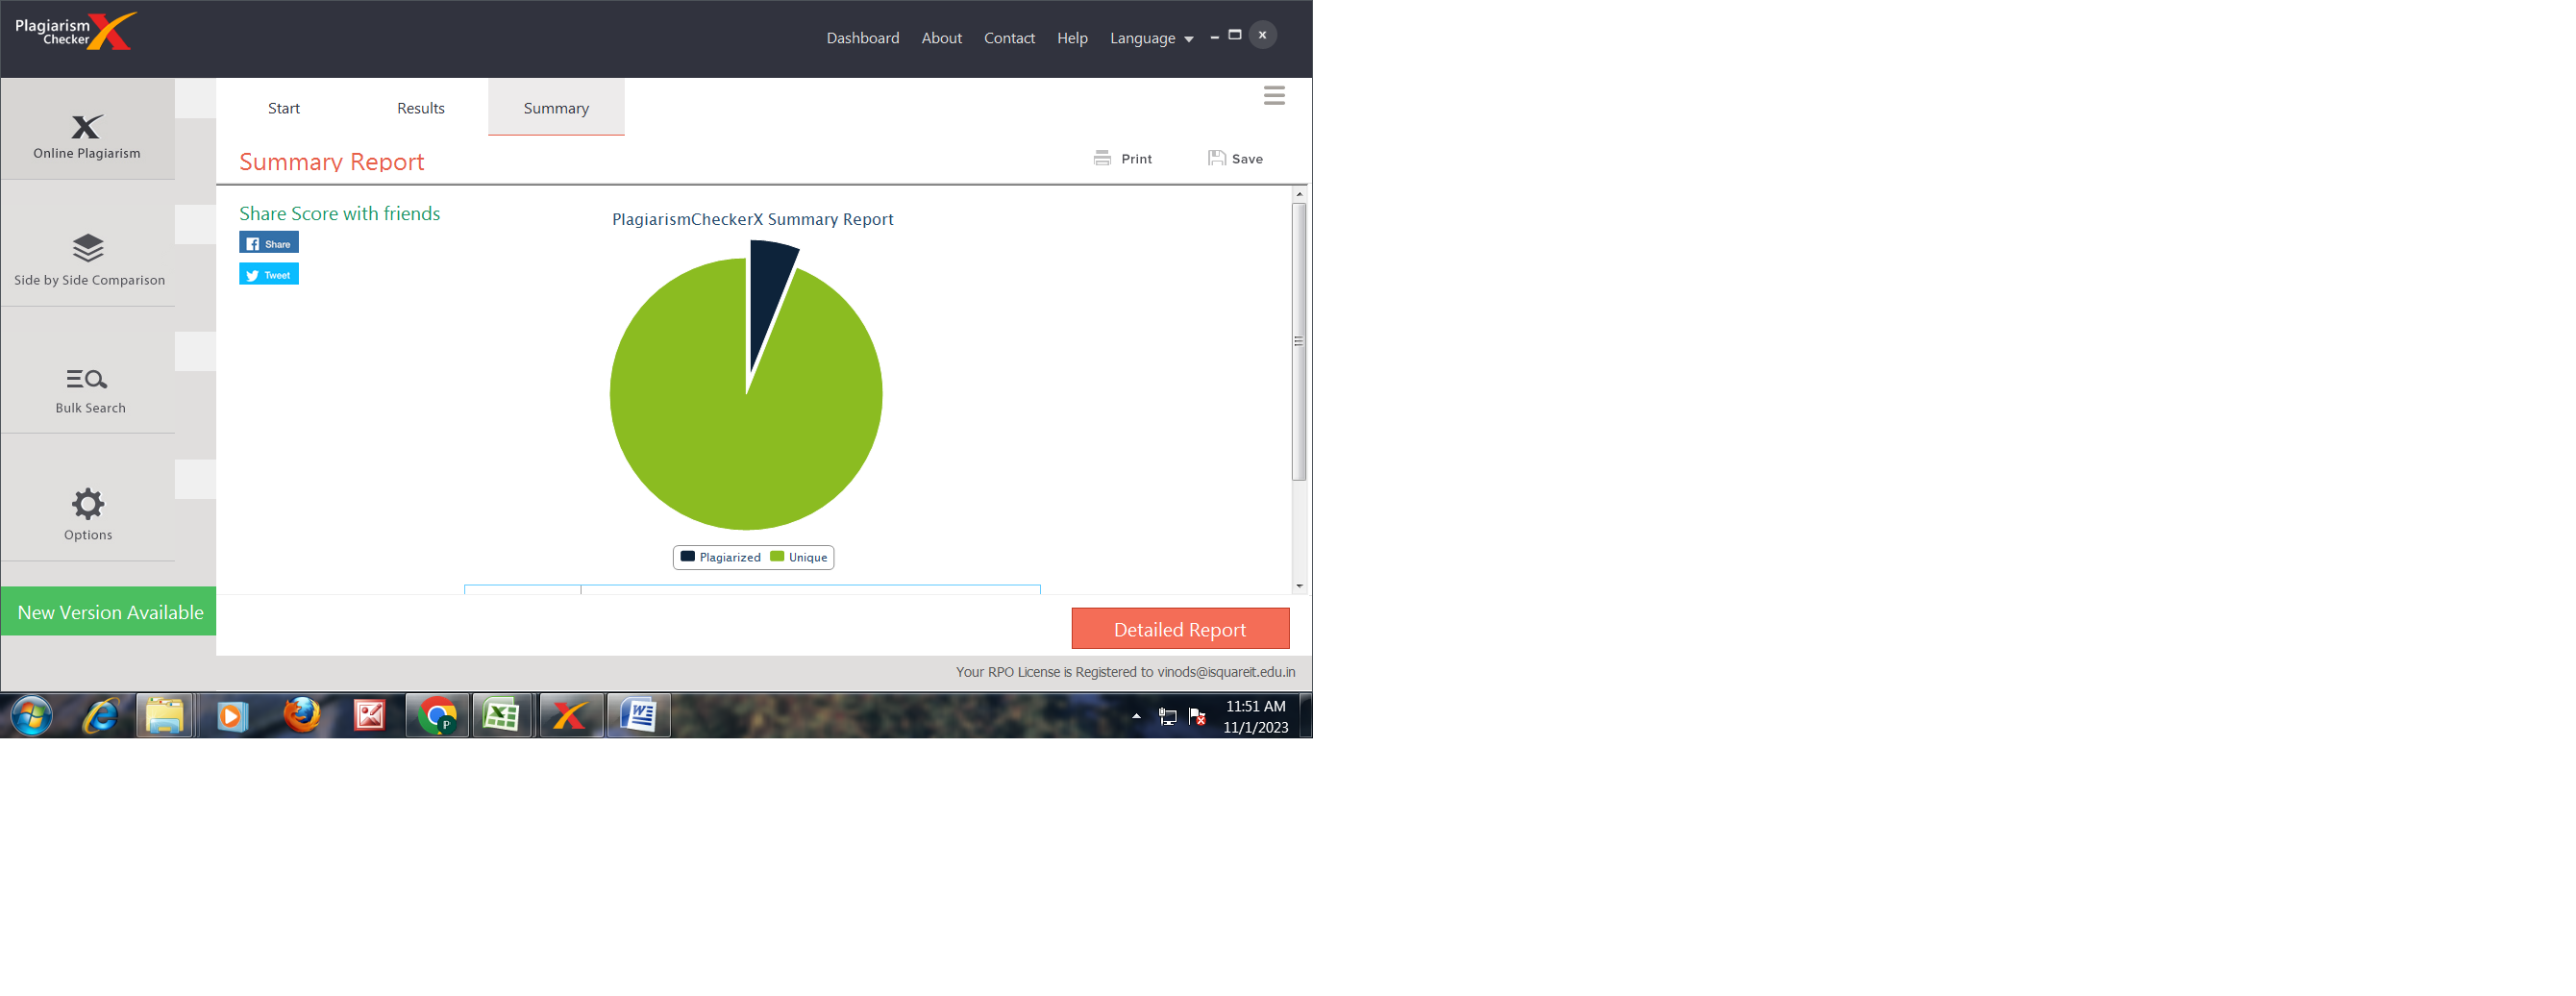 Plagiarism
Checker
Dashboard About Contact Help Language
Start Results Summary
Online Plagiarism
Summary Report
Print Save
Share Score with friends
Share
Tweet
PlagiarismCheckerX Summary Report
Side by Side Comparison
Bulk Search
Options
Plagiarized Unique
New Version Available
Detailed Report
Your RPO License is Registered to vinods@isquareit.edu.in
P
11:51 AM
11/1/2023